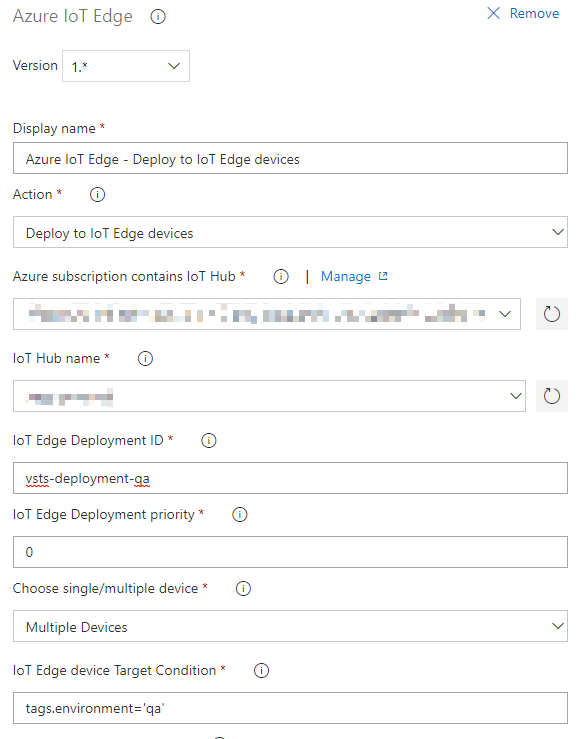 Azure IoT Edge
Remove
Version 1.*
Display name *
Azure IoT Edge - Deploy to IoT Edge devices
Action *
Deploy to IoT Edge devices
Azure subscription contains IoT Hub * | Manage
IoT Hub name *
IoT Edge Deployment ID *
vsts-deployment-qa
IoT Edge Deployment priority *
0
Choose single/multiple device *
Multiple Devices
IoT Edge device Target Condition *
tags.environment='qa'